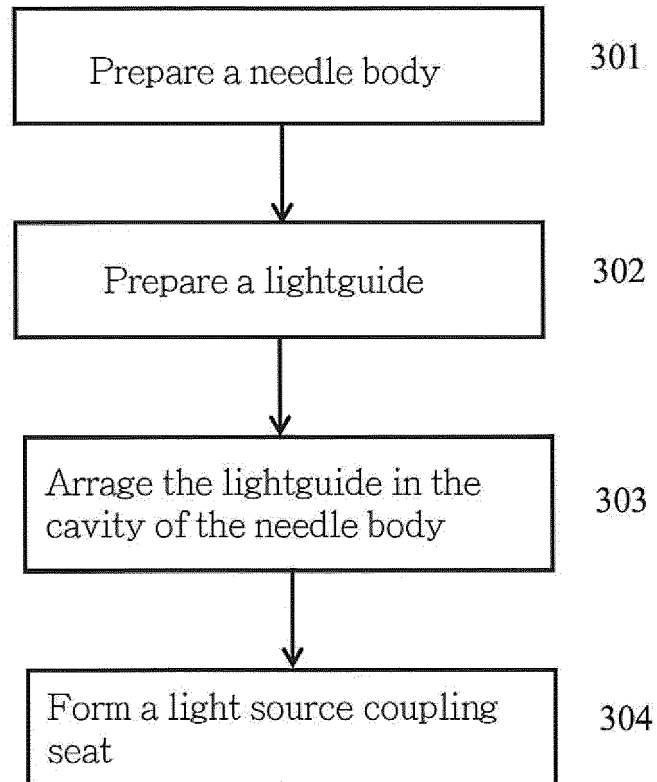 Prepare a needle body
301
Prepare a lightguide
302
Arrage the lightguide in the
cavity of the needle body
303
Form a light source coupling
seat
304